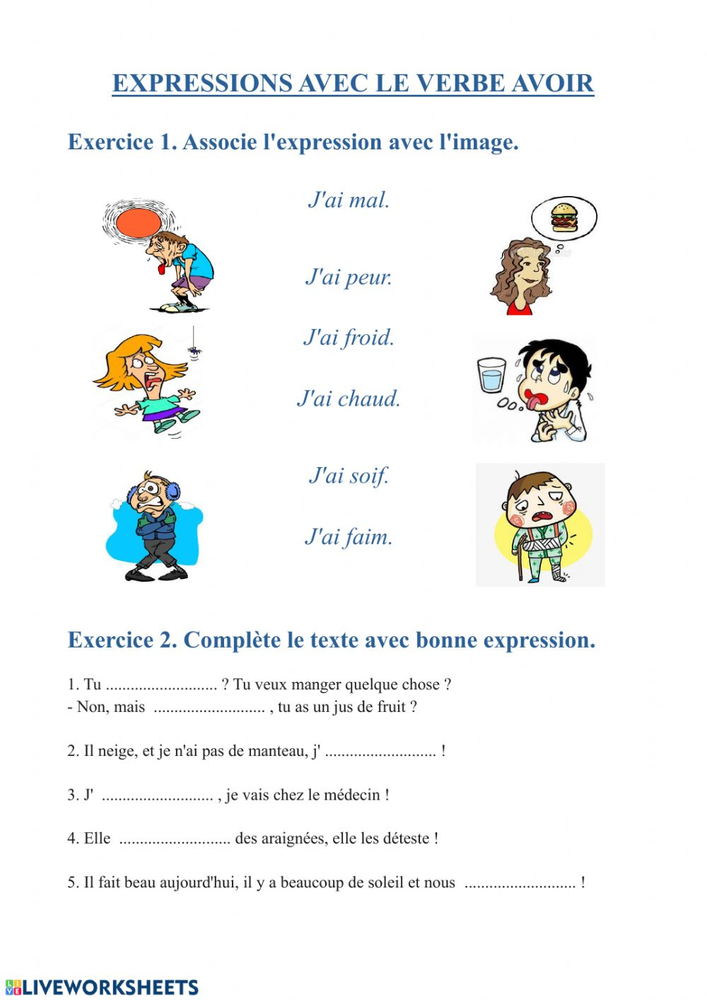 EXPRESSIONS AVEC LE VERBE AVOIR
Exercice 1. Associe l'expression avec l'image.
J'ai mal.
J'ai peur.
J'ai froid.
J'ai chaud.
J'ai soif.
J'ai faim.
Exercice 2. Complète le texte avec bonne expression.
1. Tu ........................... ? Tu veux manger quelque chose ?
- Non, mais ........................... , tu as un jus de fruit ?
2. Il neige, et je n'ai pas de manteau, j' ........................... !
3. J' ........................... , je vais chez le médecin !
4. Elle ........................... des araignées, elle les déteste !
5. Il fait beau aujourd'hui, il y a beaucoup de soleil et nous ........................... !
LIVE LIVEWORKSHEETS